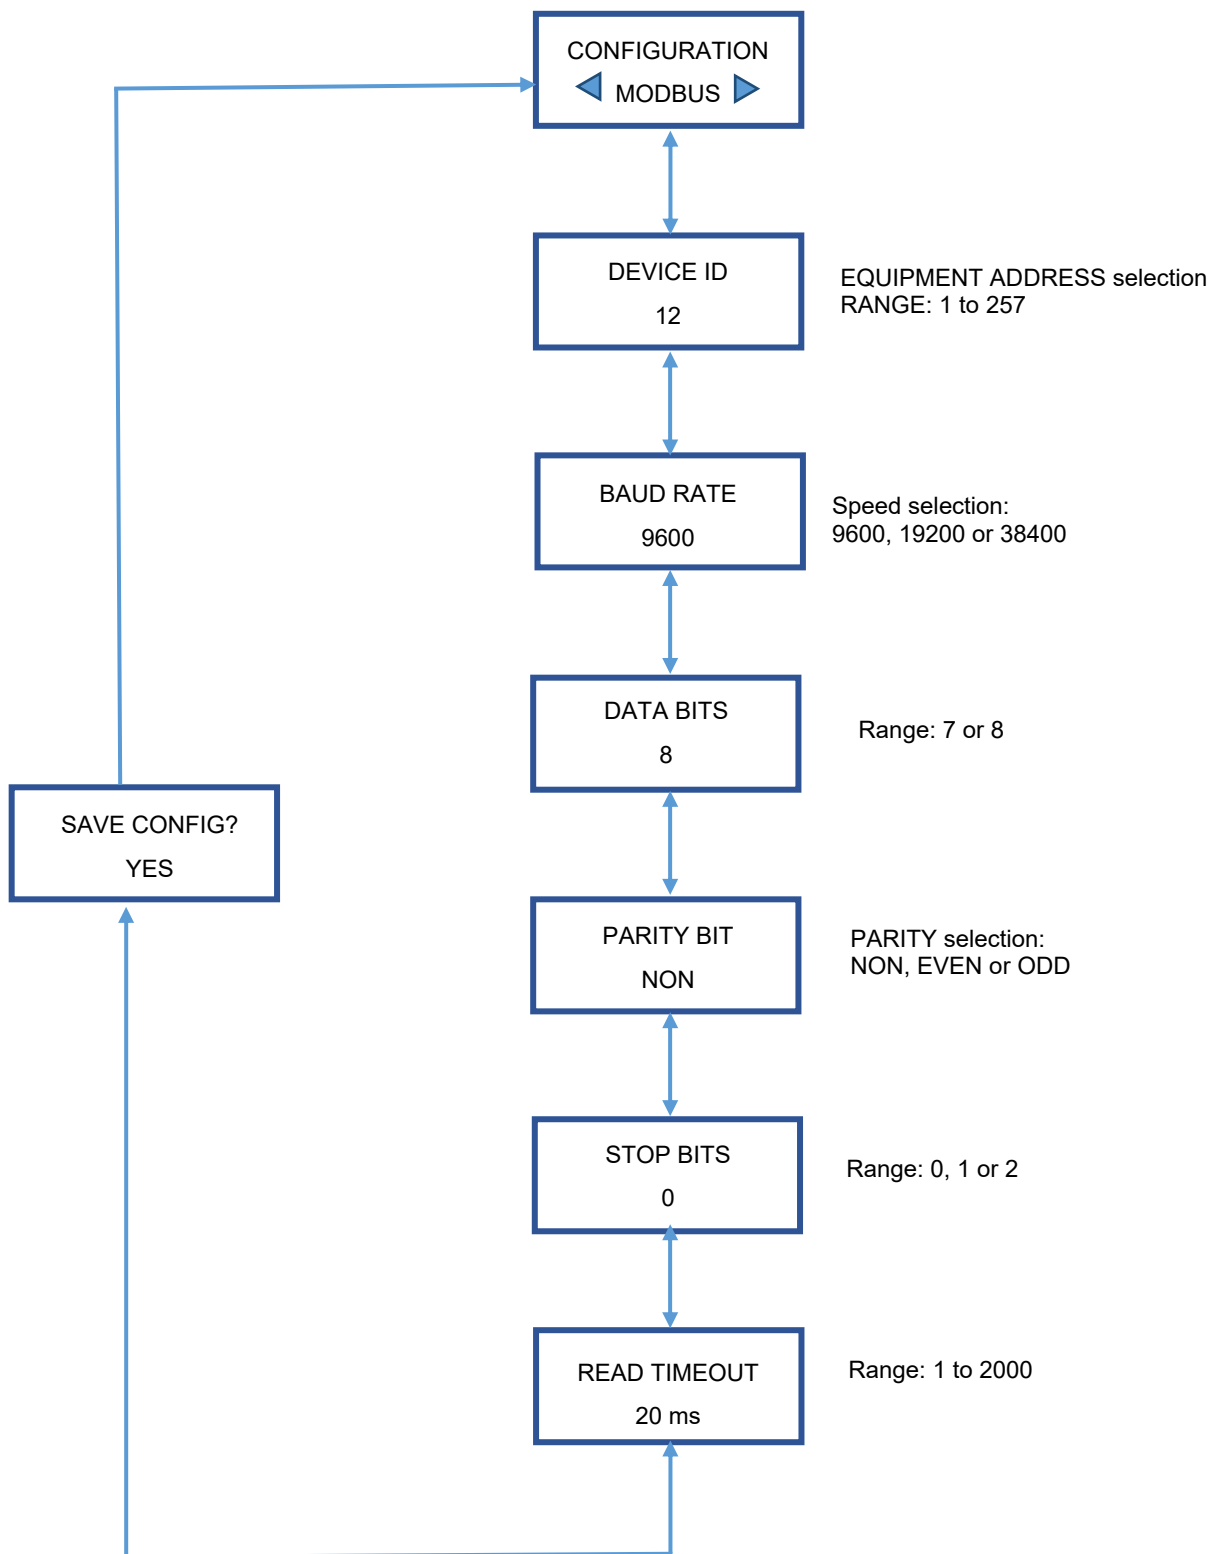 CONFIGURATION
MODBUS
DEVICE ID
12
EQUIPMENT ADDRESS selection
RANGE: 1 to 257
BAUD RATE
9600
Speed selection:
9600, 19200 or 38400
DATA BITS
8
Range: 7 or 8
SAVE CONFIG?
YES
PARITY BIT
NON
PARITY selection:
NON, EVEN or ODD
STOP BITS
0
Range: 0, 1 or 2
READ TIMEOUT
20 ms
Range: 1 to 2000